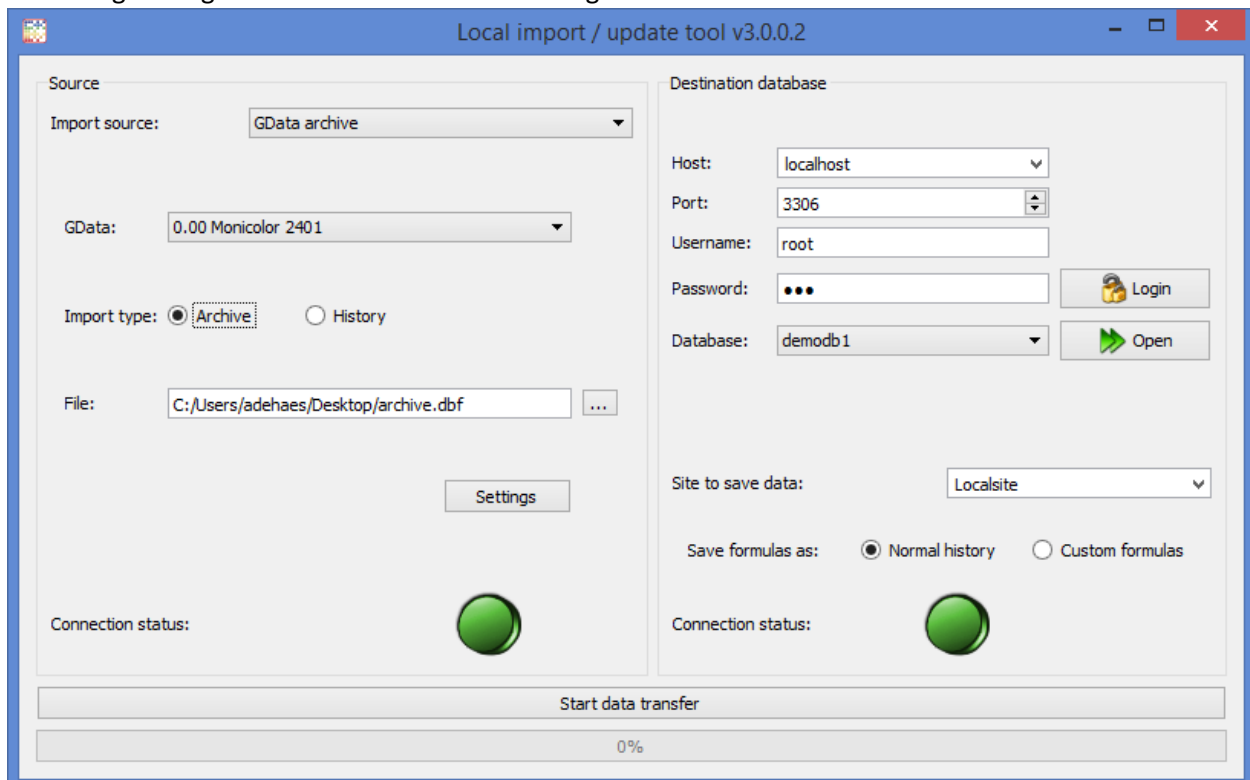 Local import / update tool v3.0.0.2
Source
Import source: GData archive
GData: 0.00 Monicolor 2401
Import type: Archive History
File: C:/Users/adehaes/Desktop/archive.dbf ...
Settings
Connection status:
Destination database
Host: localhost
Port: 3306
Username: root
Password: ●●● Login
Database: demodb1 Open
Site to save data: Localsite
Save formulas as: Normal history Custom formulas
Connection status:
Start data transfer
0%